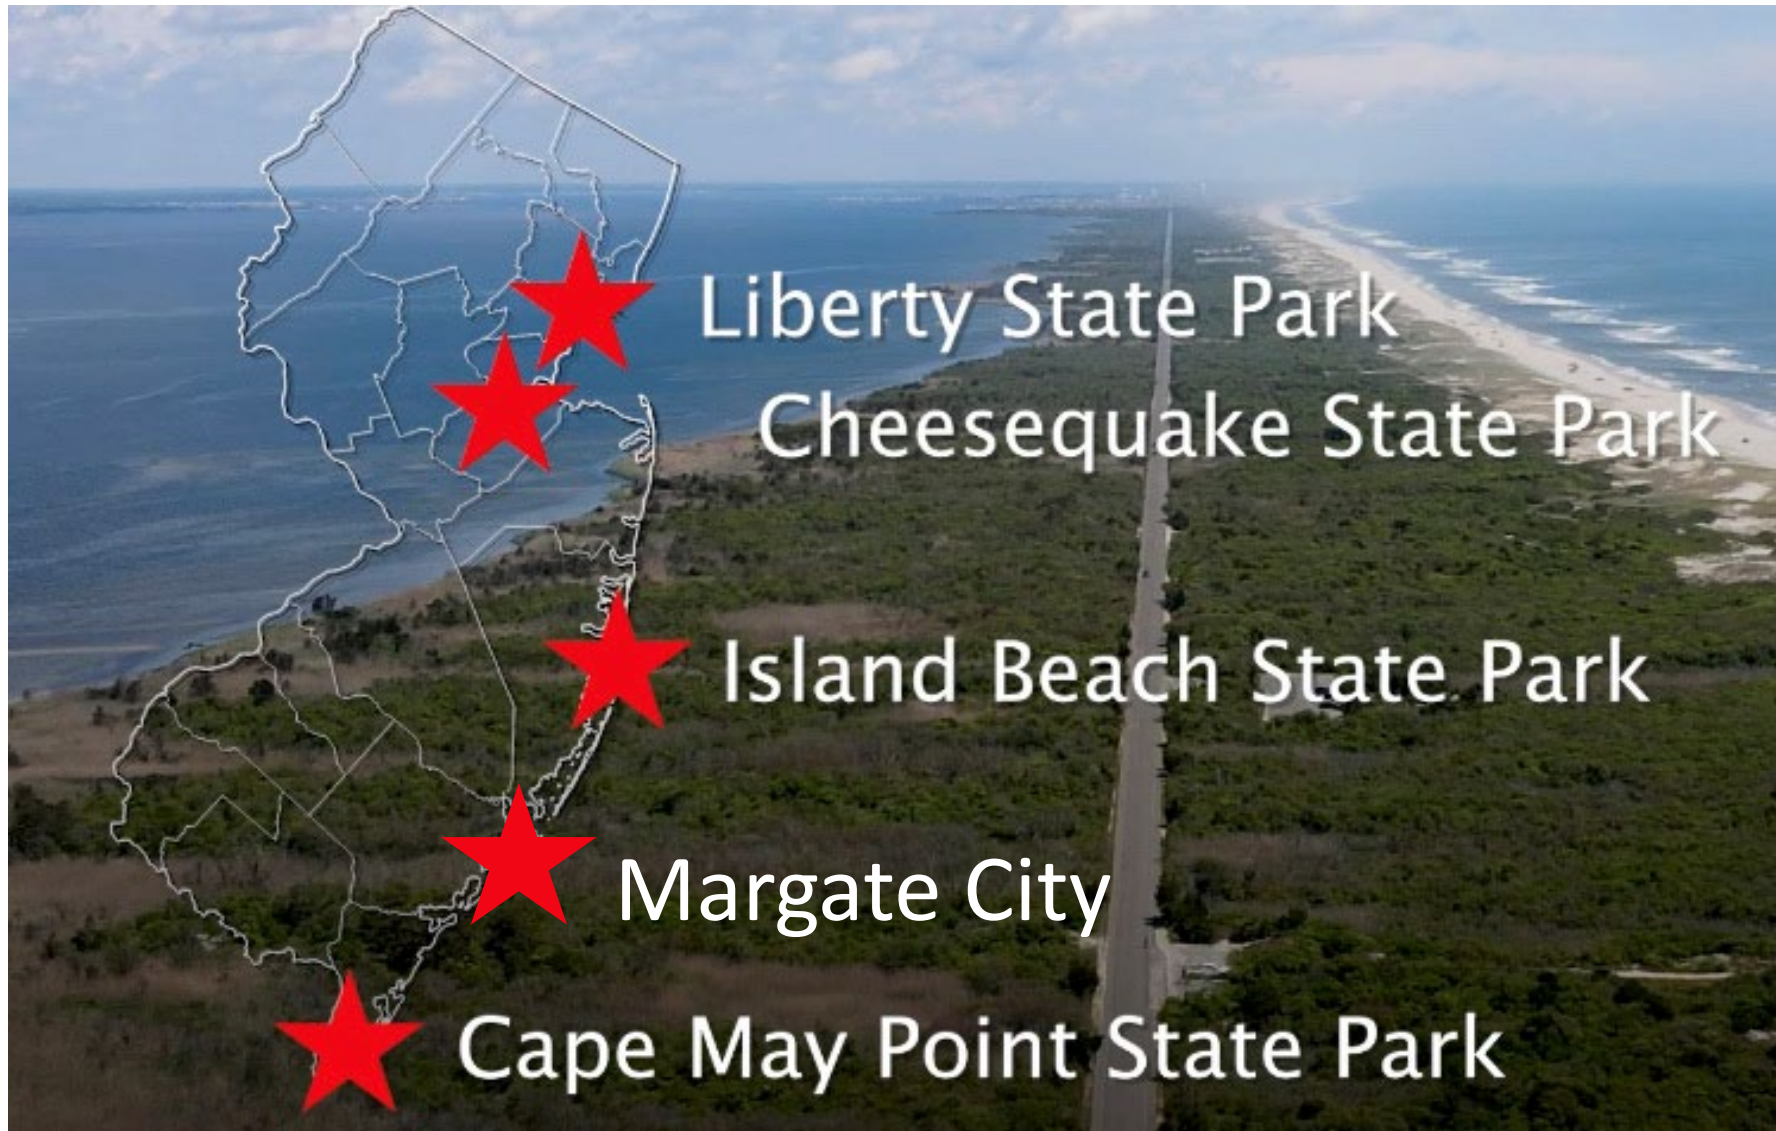 Liberty State Park
Cheesequake State Park
Island Beach State Park
Margate City
Cape May Point State Park